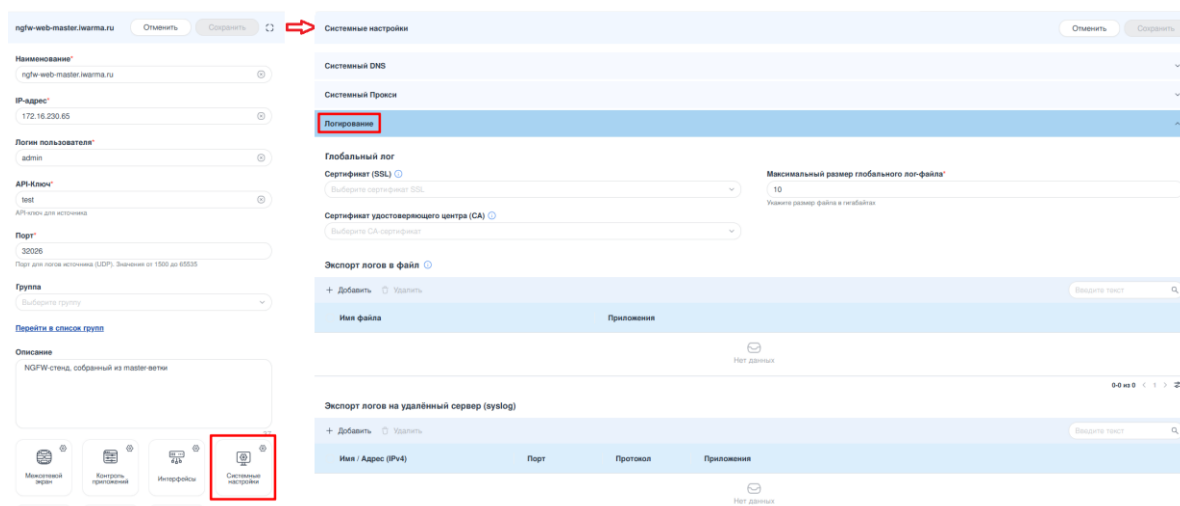 ngfw-web-master.iwarma.ru Отменить Сохранить
Наименование*
ngfw-web-master.iwarma.ru
IP-адрес*
172.16.230.65
Логин пользователя*
admin
API-Ключ*
test
API-ключ для источника
Порт*
32026
Порт для логов источника (UDP). Значения от 1500 до 65535
Группа
Выберите группу
Перейти в список групп
Описание
NGFW-стенд, собранный из master-ветки
Межсетевой экран
Контроль приложений
Интерфейсы
Системные настройки
Системные настройки Отменить Сохранить
Системный DNS
Системный Прокси
Логирование
Глобальный лог
Сертификат (SSL)
Выберите сертификат SSL
Максимальный размер глобального лог-файла*
10
Укажите размер файла в гигабайтах
Сертификат удостоверяющего центра (CA)
Выберите CA-сертификат
Экспорт логов в файл
+ Добавить Удалить Введите текст
Имя файла Приложения
Нет данных
0-0 из 0 < 1 >
Экспорт логов на удалённый сервер (syslog)
+ Добавить Удалить Введите текст
Имя / Адрес (IPv4) Порт Протокол Приложения
Нет данных